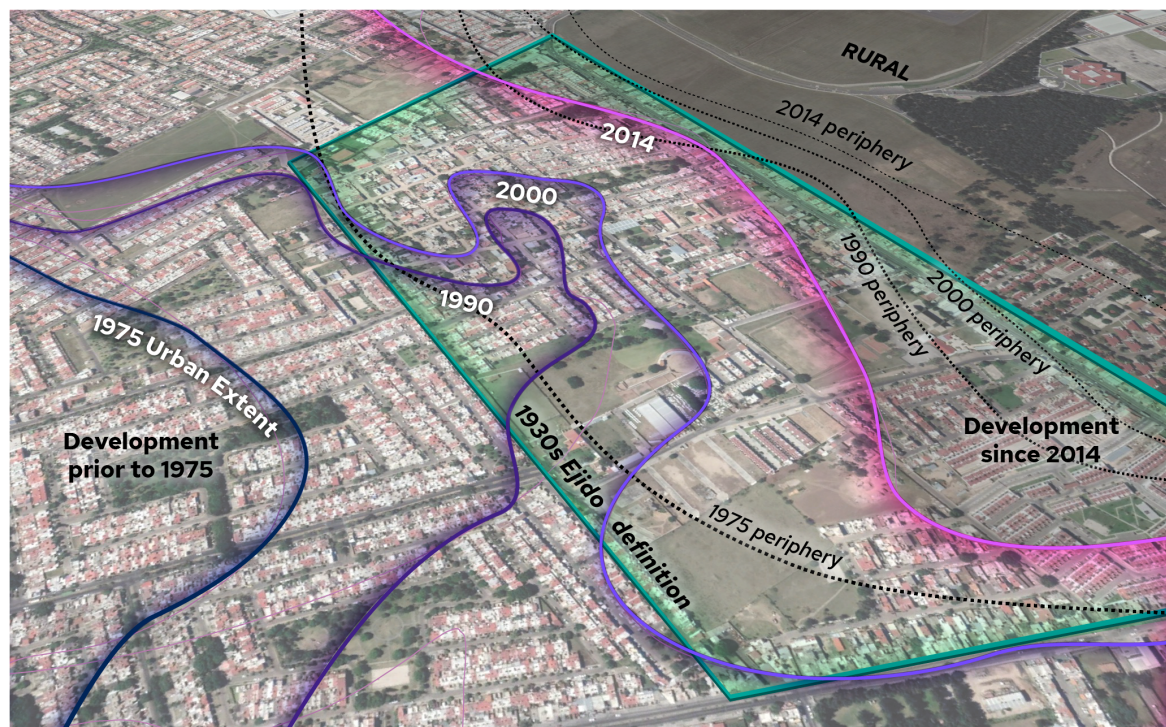 RURAL
2014 periphery
2014
2000
1990 periphery
2000 periphery
1990
1975 Urban Extent
Development
prior to 1975
1930s Ejido definition
Development
since 2014
1975 periphery